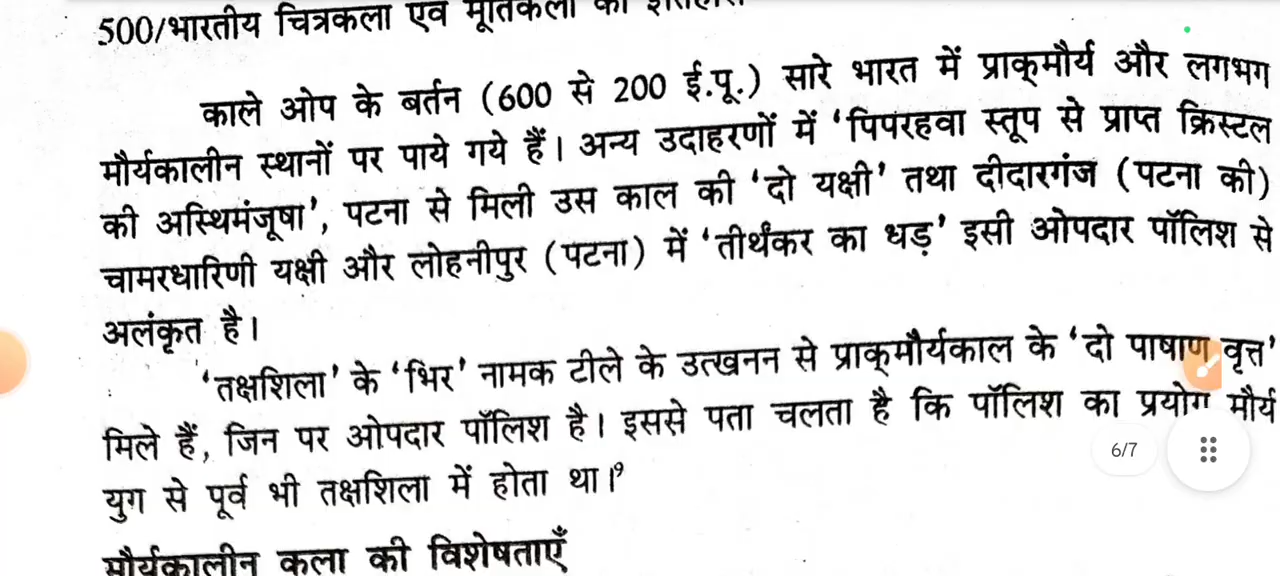 500/भारतीय चित्रकला एवं मूर्तिकला का इतिहास
काले ओप के बर्तन (600 से 200 ई.पू.) सारे भारत में प्राक्मौर्य और लगभग
मौर्यकालीन स्थानों पर पाये गये हैं। अन्य उदाहरणों में ‘पिपरहवा स्तूप से प्राप्त क्रिस्टल
की अस्थिमंजूषा’, पटना से मिली उस काल की ‘दो यक्षी’ तथा दीदारगंज (पटना की)
चामरधारिणी यक्षी और लोहनीपुर (पटना) में ‘तीर्थंकर का धड़’ इसी ओपदार पॉलिश से
अलंकृत है।
‘तक्षशिला’ के ‘भिर’ नामक टीले के उत्खनन से प्राक्मौर्यकाल के ‘दो पाषाण वृत्त’
मिले हैं, जिन पर ओपदार पॉलिश है। इससे पता चलता है कि पॉलिश का प्रयोग मौर्य
युग से पूर्व भी तक्षशिला में होता था।⁹
6/7
मौर्यकालीन कला की विशेषताएँ